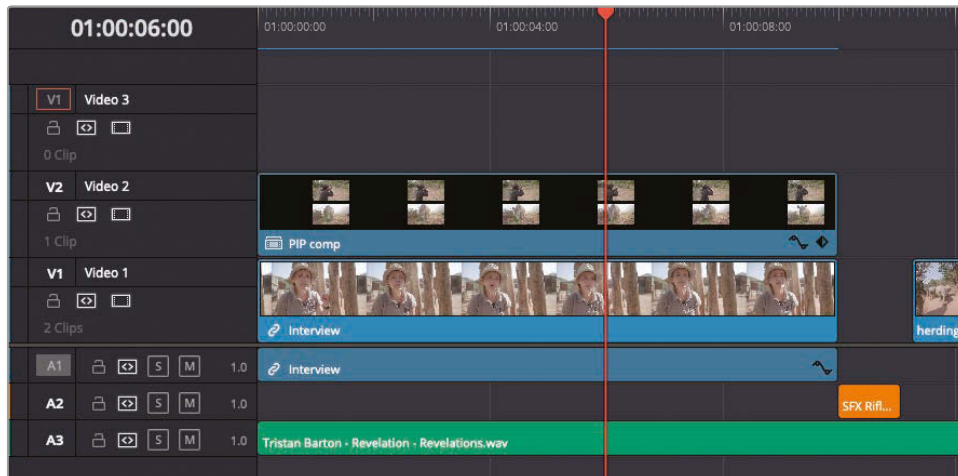 01:00:06:00
01:00:00:00 01:00:04:00 01:00:08:00
V1 Video 3
0 Clip
V2 Video 2
1 Clip
PIP comp
V1 Video 1
2 Clips
Interview
herding
A1 S M 1.0 Interview
A2 S M 1.0 SFX Rifl...
A3 S M 1.0 Tristan Barton - Revelation - Revelations.wav